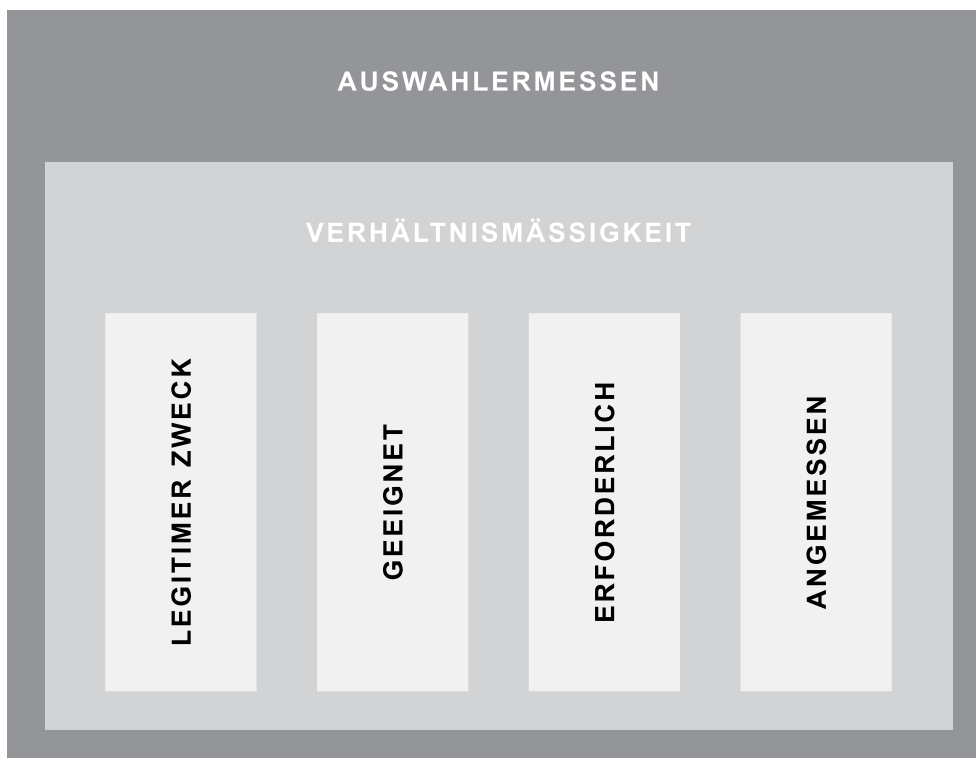 AUSWAHLERMESSEN
VERHÄLTNISMÄSSIGKEIT
LEGITIMER ZWECK
GEEIGNET
ERFORDERLICH
ANGEMESSEN